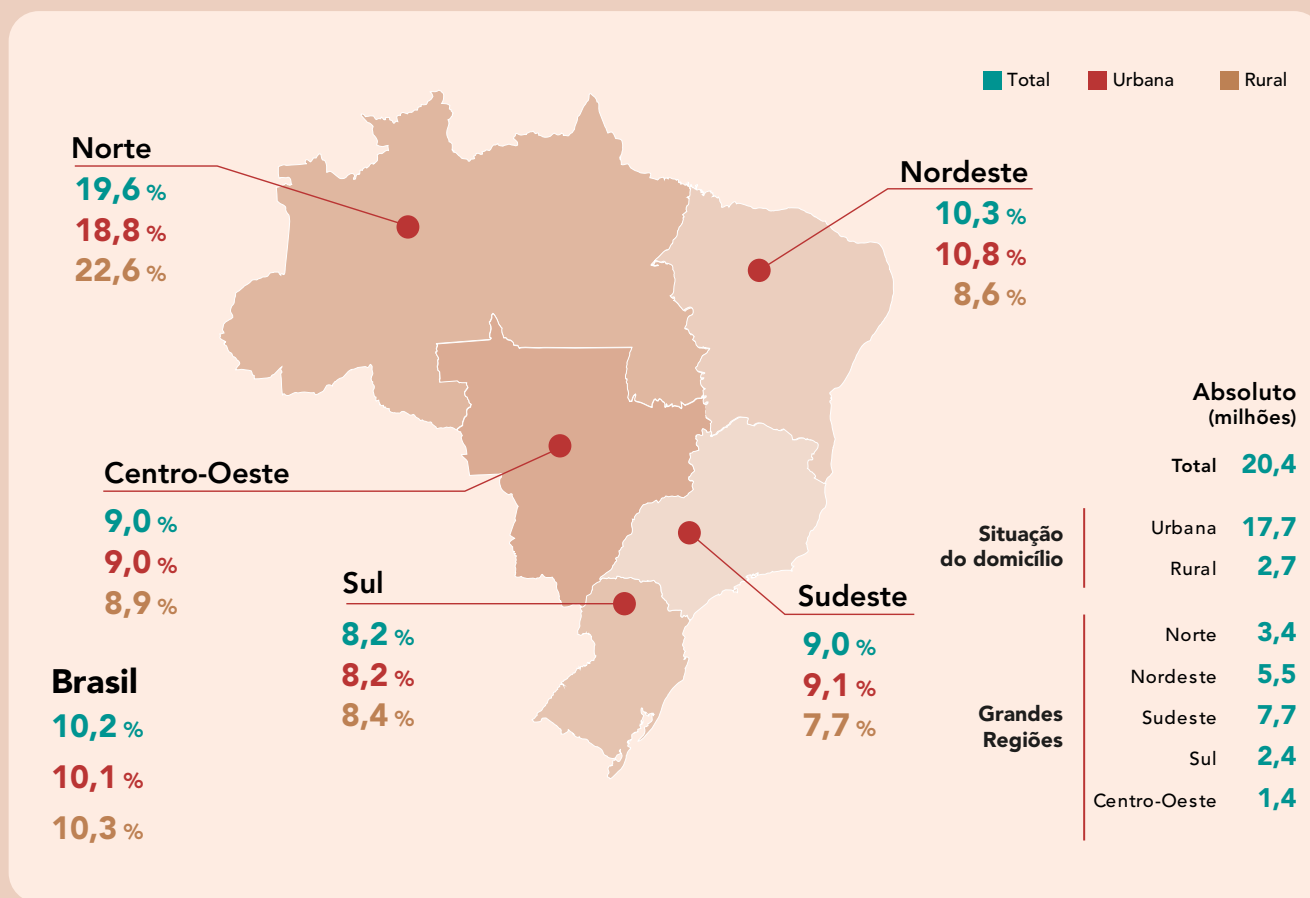 Total Urbana Rural
Norte
19,6 %
18,8 %
22,6 %
Nordeste
10,3 %
10,8 %
8,6 %
Centro-Oeste
9,0 %
9,0 %
8,9 %
Sul
8,2 %
8,2 %
8,4 %
Sudeste
9,0 %
9,1 %
7,7 %
Brasil
10,2 %
10,1 %
10,3 %
Absoluto
(milhões)
Total 20,4
Situação
do domicílio
Urbana 17,7
Rural 2,7
Grandes
Regiões
Norte 3,4
Nordeste 5,5
Sudeste 7,7
Sul 2,4
Centro-Oeste 1,4